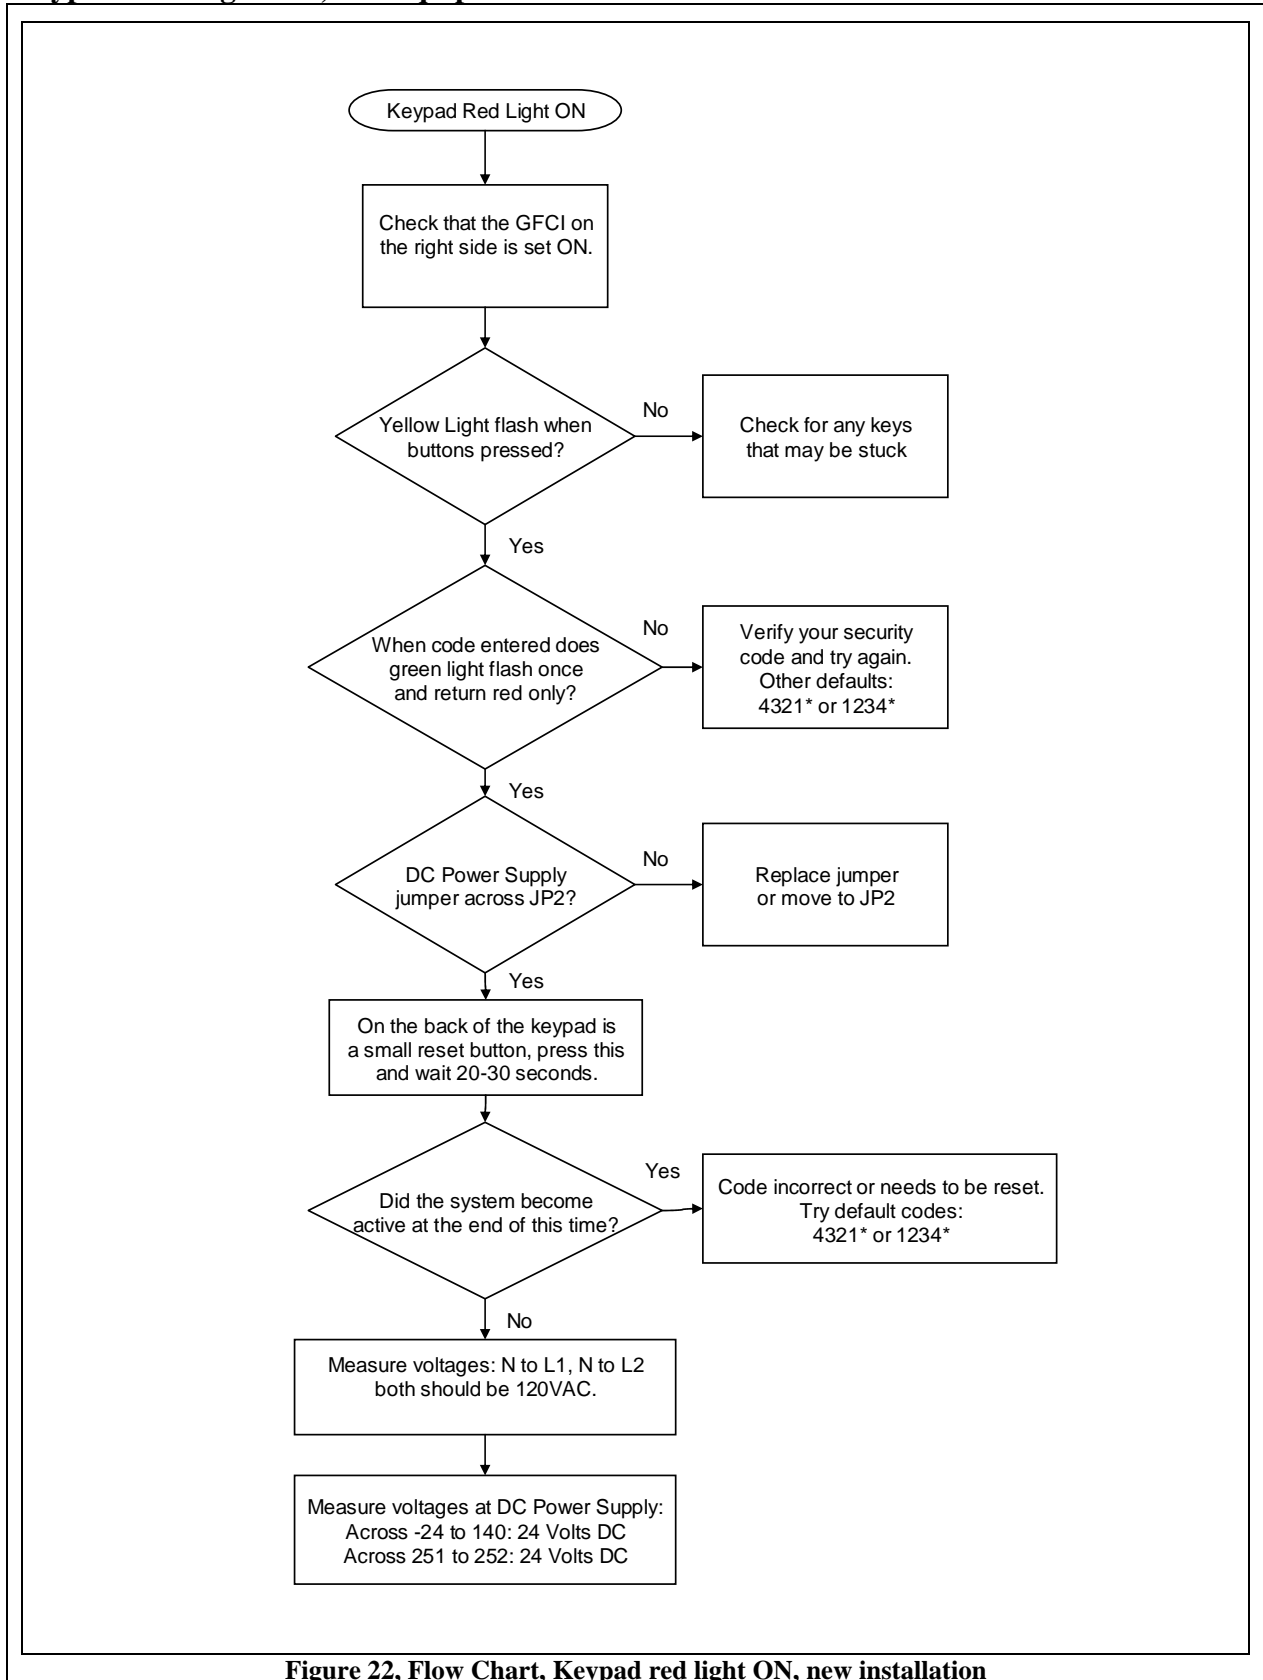 Keypad Red Light ON
Check that the GFCI on
the right side is set ON.
Yellow Light flash when
buttons pressed?
No
Check for any keys
that may be stuck
Yes
When code entered does
green light flash once
and return red only?
No
Verify your security
code and try again.
Other defaults:
4321* or 1234*
Yes
DC Power Supply
jumper across JP2?
No
Replace jumper
or move to JP2
Yes
On the back of the keypad is
a small reset button, press this
and wait 20-30 seconds.
Did the system become
active at the end of this time?
Yes
Code incorrect or needs to be reset.
Try default codes:
4321* or 1234*
No
Measure voltages: N to L1, N to L2
both should be 120VAC.
Measure voltages at DC Power Supply:
Across -24 to 140: 24 Volts DC
Across 251 to 252: 24 Volts DC
Figure 22, Flow Chart, Keypad red light ON, new installation